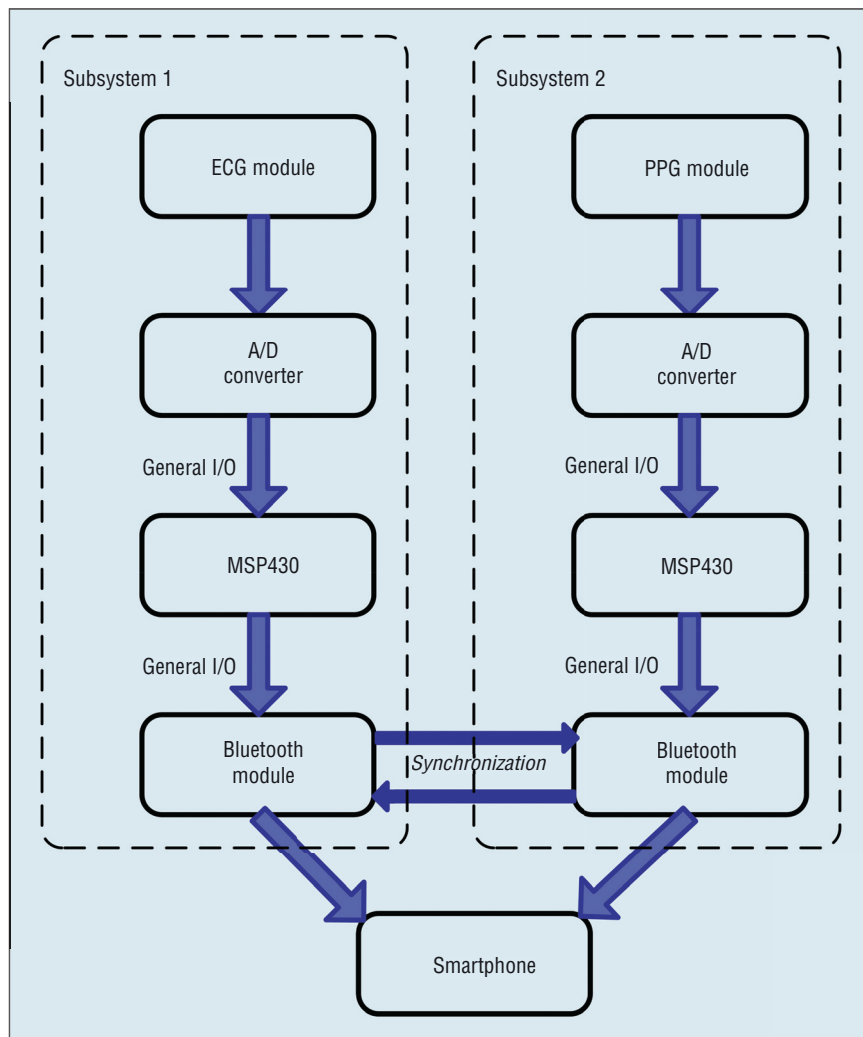 Subsystem 1
ECG module
A/D
converter
General I/O
MSP430
General I/O
Bluetooth
module
Subsystem 2
PPG module
A/D
converter
General I/O
MSP430
General I/O
Bluetooth
module
Synchronization
Smartphone